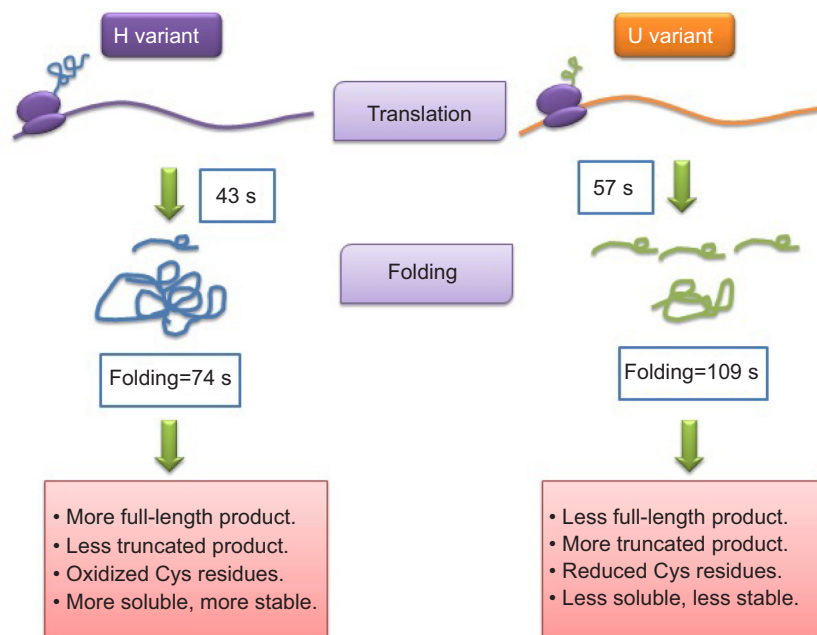 H variant
U variant
Translation
43 s
57 s
Folding
Folding=74 s
Folding=109 s
• More full-length product.
• Less truncated product.
• Oxidized Cys residues.
• More soluble, more stable.
• Less full-length product.
• More truncated product.
• Reduced Cys residues.
• Less soluble, less stable.